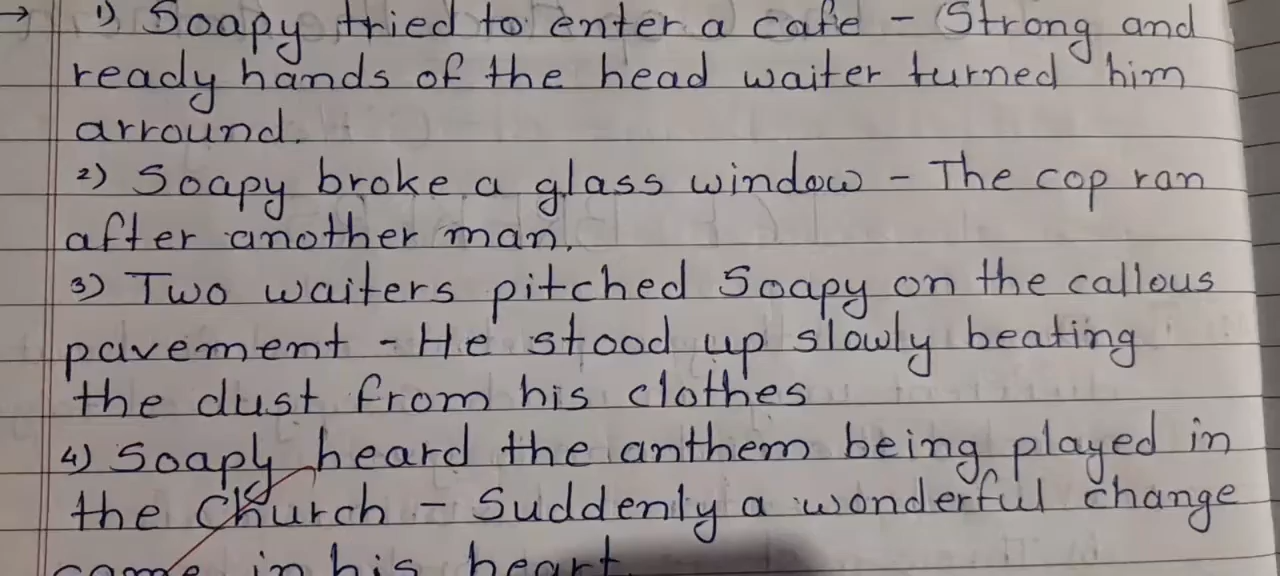 → 1) Soapy tried to enter a cafe - Strong and
ready hands of the head waiter turned him
arround.
2) Soapy broke a glass window - The cop ran
after another man.
3) Two waiters pitched Soapy on the callous
pavement - He stood up slowly beating
the dust from his clothes
4) Soapy heard the anthem being played in
the Church - Suddenly a wonderful change
came in his heart